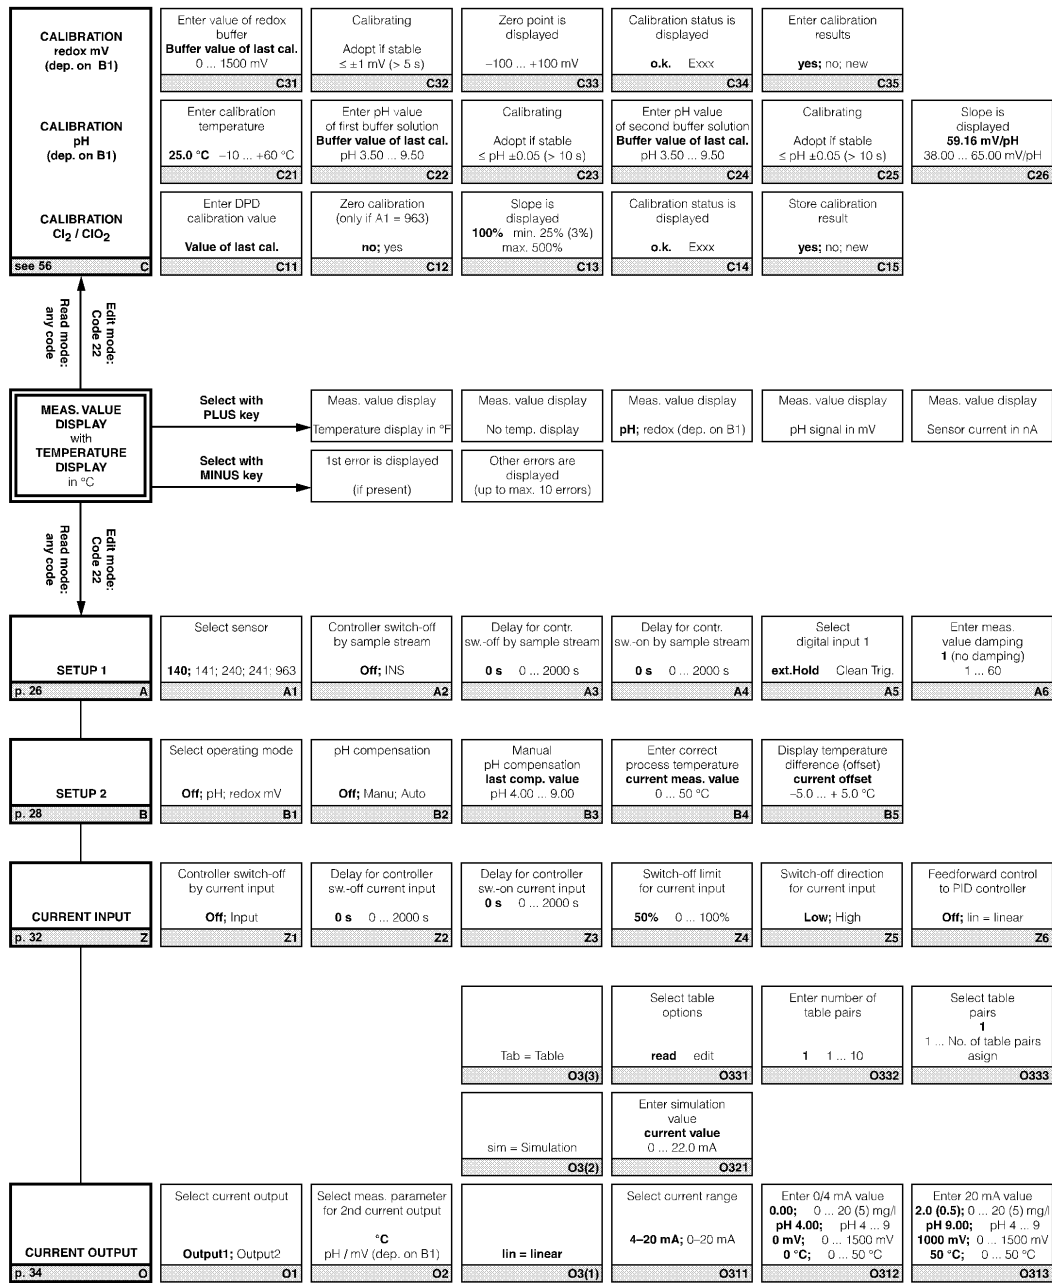 CALIBRATION
redox mV
(dep. on B1)
Enter value of redox
buffer
Buffer value of last cal.
0 ... 1500 mV
C31
Calibrating
Adopt if stable
≤ ±1 mV (> 5 s)
C32
Zero point is
displayed
–100 ... +100 mV
C33
Calibration status is
displayed
o.k. Exxx
C34
Enter calibration
results
yes; no; new
C35
CALIBRATION
pH
(dep. on B1)
Enter calibration
temperature
25.0 °C –10 ... +60 °C
C21
Enter pH value
of first buffer solution
Buffer value of last cal.
pH 3.50 ... 9.50
C22
Calibrating
Adopt if stable
≤ pH ±0.05 (> 10 s)
C23
Enter pH value
of second buffer solution
Buffer value of last cal.
pH 3.50 ... 9.50
C24
Calibrating
Adopt if stable
≤ pH ±0.05 (> 10 s)
C25
Slope is
displayed
59.16 mV/pH
38.00 ... 65.00 mV/pH
C26
CALIBRATION
Cl2 / ClO2
see 56 C
Enter DPD
calibration value
Value of last cal.
C11
Zero calibration
(only if A1 = 963)
no; yes
C12
Slope is
displayed
100% min. 25% (3%)
max. 500%
C13
Calibration status is
displayed
o.k. Exxx
C14
Store calibration
result
yes; no; new
C15
Read mode:
any code
Edit mode:
Code 22
MEAS. VALUE
DISPLAY
with
TEMPERATURE
DISPLAY
in °C
Select with
PLUS key
Meas. value display
Temperature display in °F
Meas. value display
No temp. display
Meas. value display
pH; redox (dep. on B1)
Meas. value display
pH signal in mV
Meas. value display
Sensor current in nA
Select with
MINUS key
1st error is displayed
(if present)
Other errors are
displayed
(up to max. 10 errors)
Read mode:
any code
Edit mode:
Code 22
SETUP 1
p. 26 A
Select sensor
140; 141; 240; 241; 963
A1
Controller switch-off
by sample stream
Off; INS
A2
Delay for contr.
sw.-off by sample stream
0 s 0 ... 2000 s
A3
Delay for contr.
sw.-on by sample stream
0 s 0 ... 2000 s
A4
Select
digital input 1
ext.Hold Clean Trig.
A5
Enter meas.
value damping
1 (no damping)
1 ... 60
A6
SETUP 2
p. 28 B
Select operating mode
Off; pH; redox mV
B1
pH compensation
Off; Manu; Auto
B2
Manual
pH compensation
last comp. value
pH 4.00 ... 9.00
B3
Enter correct
process temperature
current meas. value
0 ... 50 °C
B4
Display temperature
difference (offset)
current offset
–5.0 ... + 5.0 °C
B5
CURRENT INPUT
p. 32 Z
Controller switch-off
by current input
Off; Input
Z1
Delay for controller
sw.-off current input
0 s 0 ... 2000 s
Z2
Delay for controller
sw.-on current input
0 s 0 ... 2000 s
Z3
Switch-off limit
for current input
50% 0 ... 100%
Z4
Switch-off direction
for current input
Low; High
Z5
Feedforward control
to PID controller
Off; lin = linear
Z6
Tab = Table
O3(3)
Select table
options
read edit
O331
Enter number of
table pairs
1 1 ... 10
O332
Select table
pairs
1
1 ... No. of table pairs
asign
O333
sim = Simulation
O3(2)
Enter simulation
value
current value
0 ... 22.0 mA
O321
CURRENT OUTPUT
p. 34 O
Select current output
Output1; Output2
O1
Select meas. parameter
for 2nd current output
°C
pH / mV (dep. on B1)
O2
lin = linear
O3(1)
Select current range
4–20 mA; 0–20 mA
O311
Enter 0/4 mA value
0.00; 0 ... 20 (5) mg/l
pH 4.00; pH 4 ... 9
0 mV; 0 ... 1500 mV
0 °C; 0 ... 50 °C
O312
Enter 20 mA value
2.0 (0.5); 0 ... 20 (5) mg/l
pH 9.00; pH 4 ... 9
1000 mV; 0 ... 1500 mV
50 °C; 0 ... 50 °C
O313